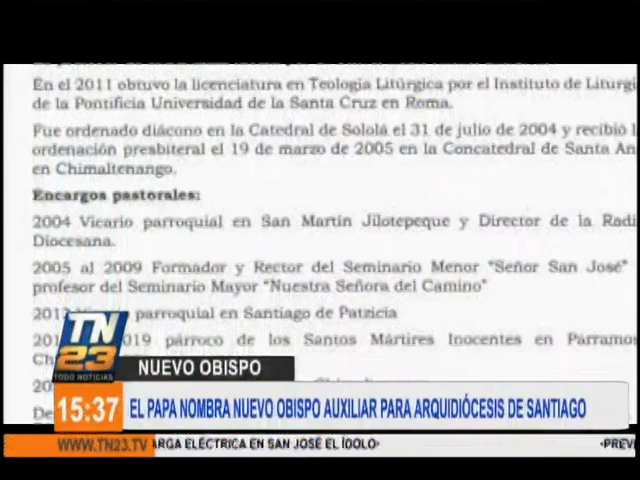 En el 2011 obtuvo la licenciatura en Teología Litúrgica por el Instituto de Liturgi
de la Pontificia Universidad de la Santa Cruz en Roma.
Fue ordenado diácono en la Catedral de Sololá el 31 de julio de 2004 y recibió l
ordenación presbiteral el 19 de marzo de 2005 en la Concatedral de Santa An
en Chimaltenango.
Encargos pastorales:
2004 Vicario parroquial en San Martin Jilotepeque y Director de la Radi
Diocesana.
2005 al 2009 Formador y Rector del Seminario Menor "Señor San José"
profesor del Seminario Mayor "Nuestra Señora del Camino"
parroquial en Santiago de Patzicia
019 párroco de los Santos Mártires Inocentes en Parramos
TN
23
TODO NOTICIAS
NUEVO OBISPO
15:37 EL PAPA NOMBRA NUEVO OBISPO AUXILIAR PARA ARQUIDIÓCESIS DE SANTIAGO
WWW.TN23.TV ARGA ELÉCTRICA EN SAN JOSÉ EL ÍDOLO· ·PREV